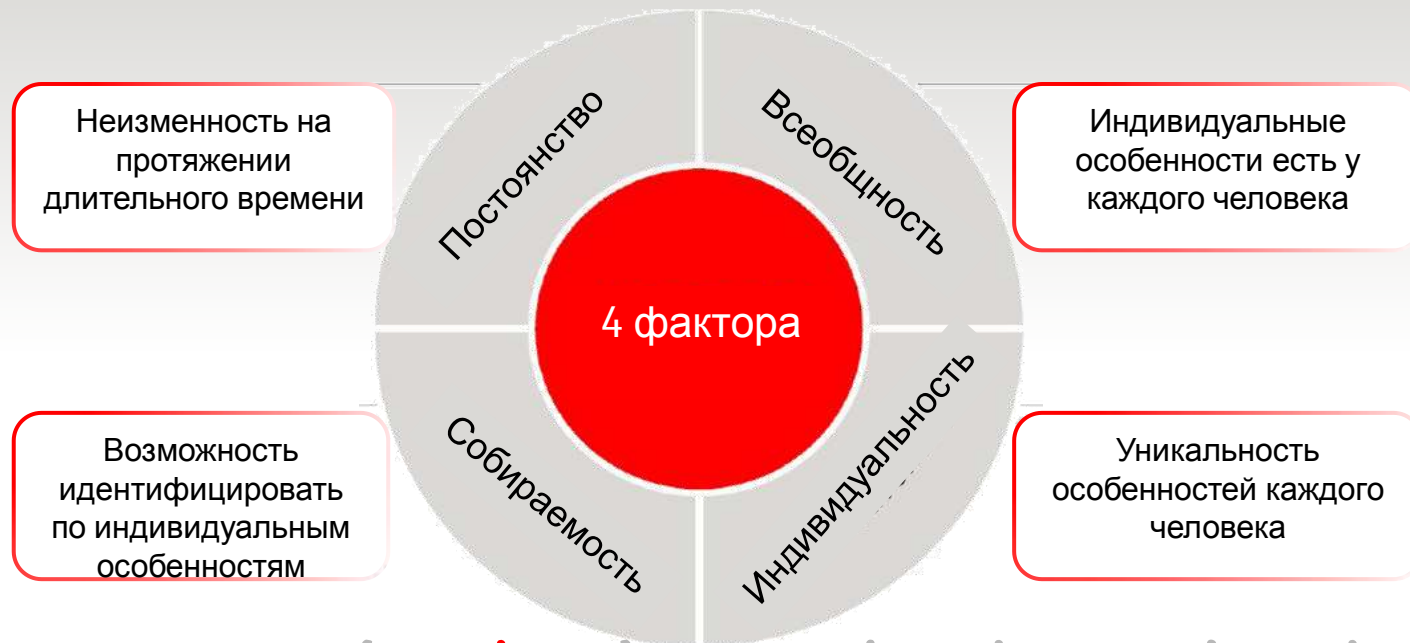 Неизменность на
протяжении
длительного времени
Постоянство
Всеобщность
Индивидуальные
особенности есть у
каждого человека
4 фактора
Возможность
идентифицировать
по индивидуальным
особенностям
Собираемость
Индивидуальность
Уникальность
особенностей каждого
человека